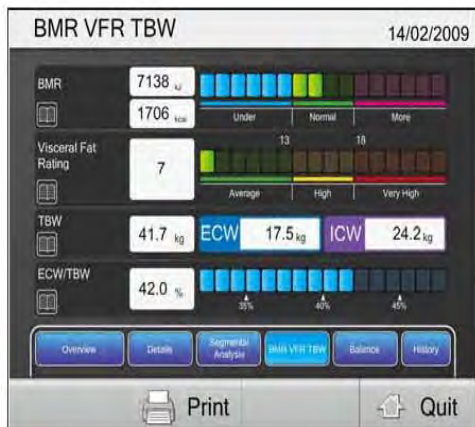 BMR VFR TBW
14/02/2009
BMR
7138 kJ
1706 kcal
Under Normal More
13 18
Visceral Fat
Rating
7
Average High Very High
TBW
41.7 kg
ECW 17.5 kg
ICW 24.2 kg
ECW/TBW
42.0 %
35% 40% 45%
Overview
Details
Segmental
Analysis
BMR VFR TBW
Balance
History
Print
Quit